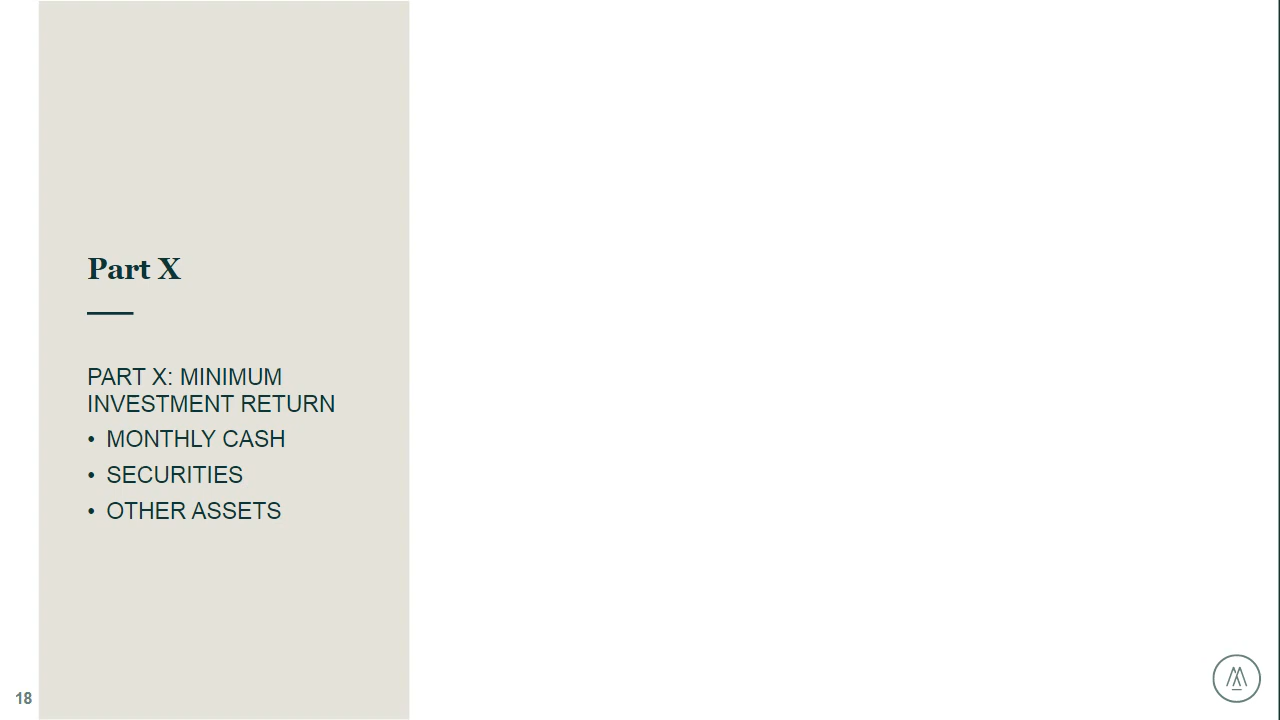 Part X
PART X: MINIMUM
INVESTMENT RETURN
• MONTHLY CASH
• SECURITIES
• OTHER ASSETS
18